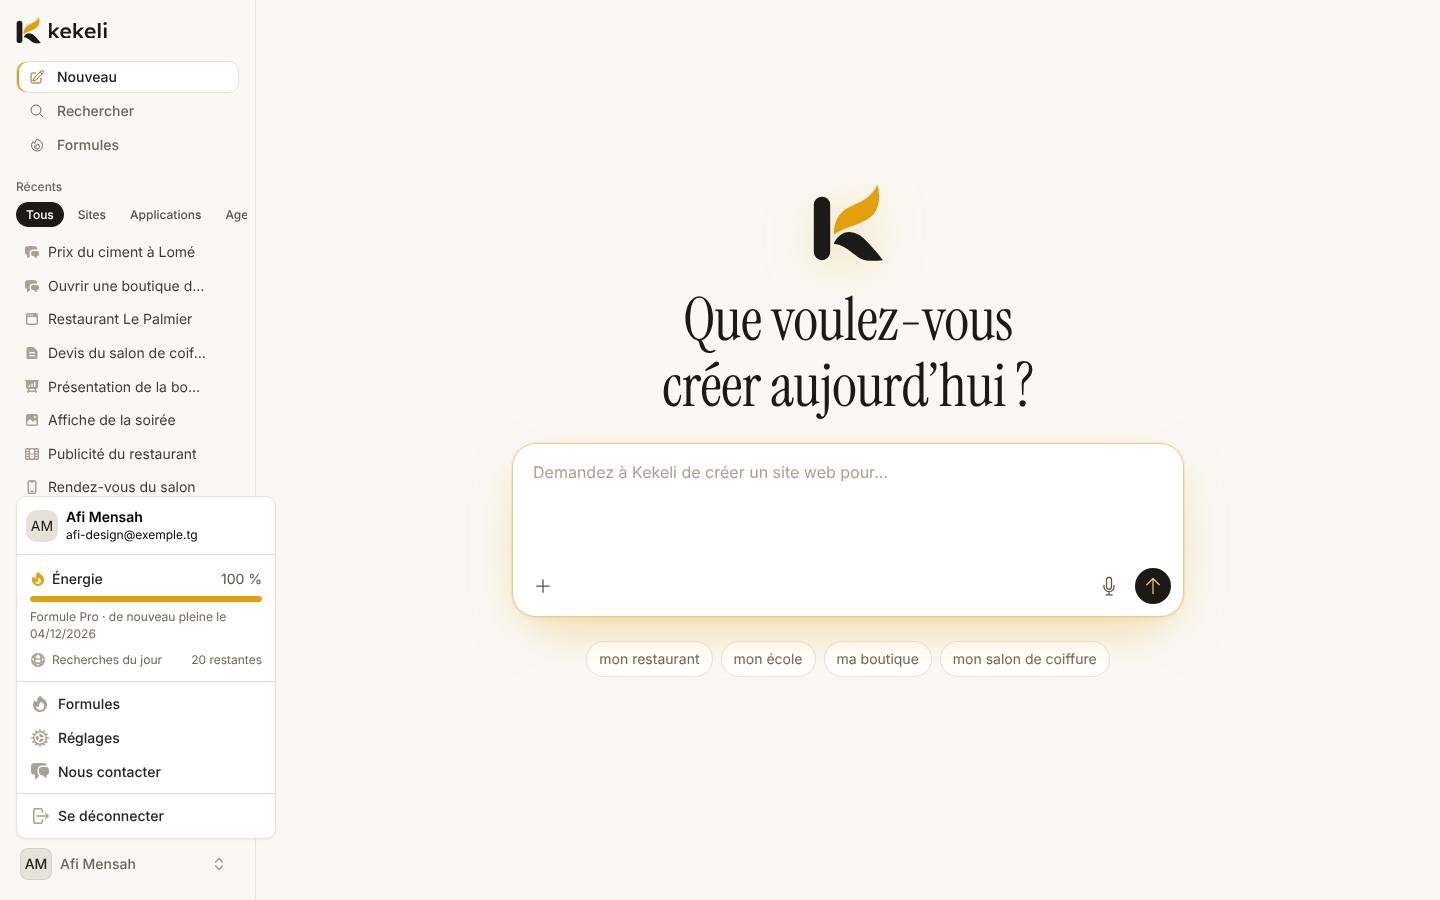 kekeli
Nouveau
Rechercher
Formules
Récents
Tous
Sites
Applications
Age
Prix du ciment à Lomé
Ouvrir une boutique d...
Restaurant Le Palmier
Devis du salon de coif...
Présentation de la bo...
Affiche de la soirée
Publicité du restaurant
Rendez-vous du salon
AM
Afi Mensah
afi-design@exemple.tg
Énergie
100 %
Formule Pro · de nouveau pleine le
04/12/2026
Recherches du jour
20 restantes
Formules
Réglages
Nous contacter
Se déconnecter
AM
Afi Mensah
Que voulez-vous
créer aujourd’hui ?
Demandez à Kekeli de créer un site web pour...
mon restaurant
mon école
ma boutique
mon salon de coiffure